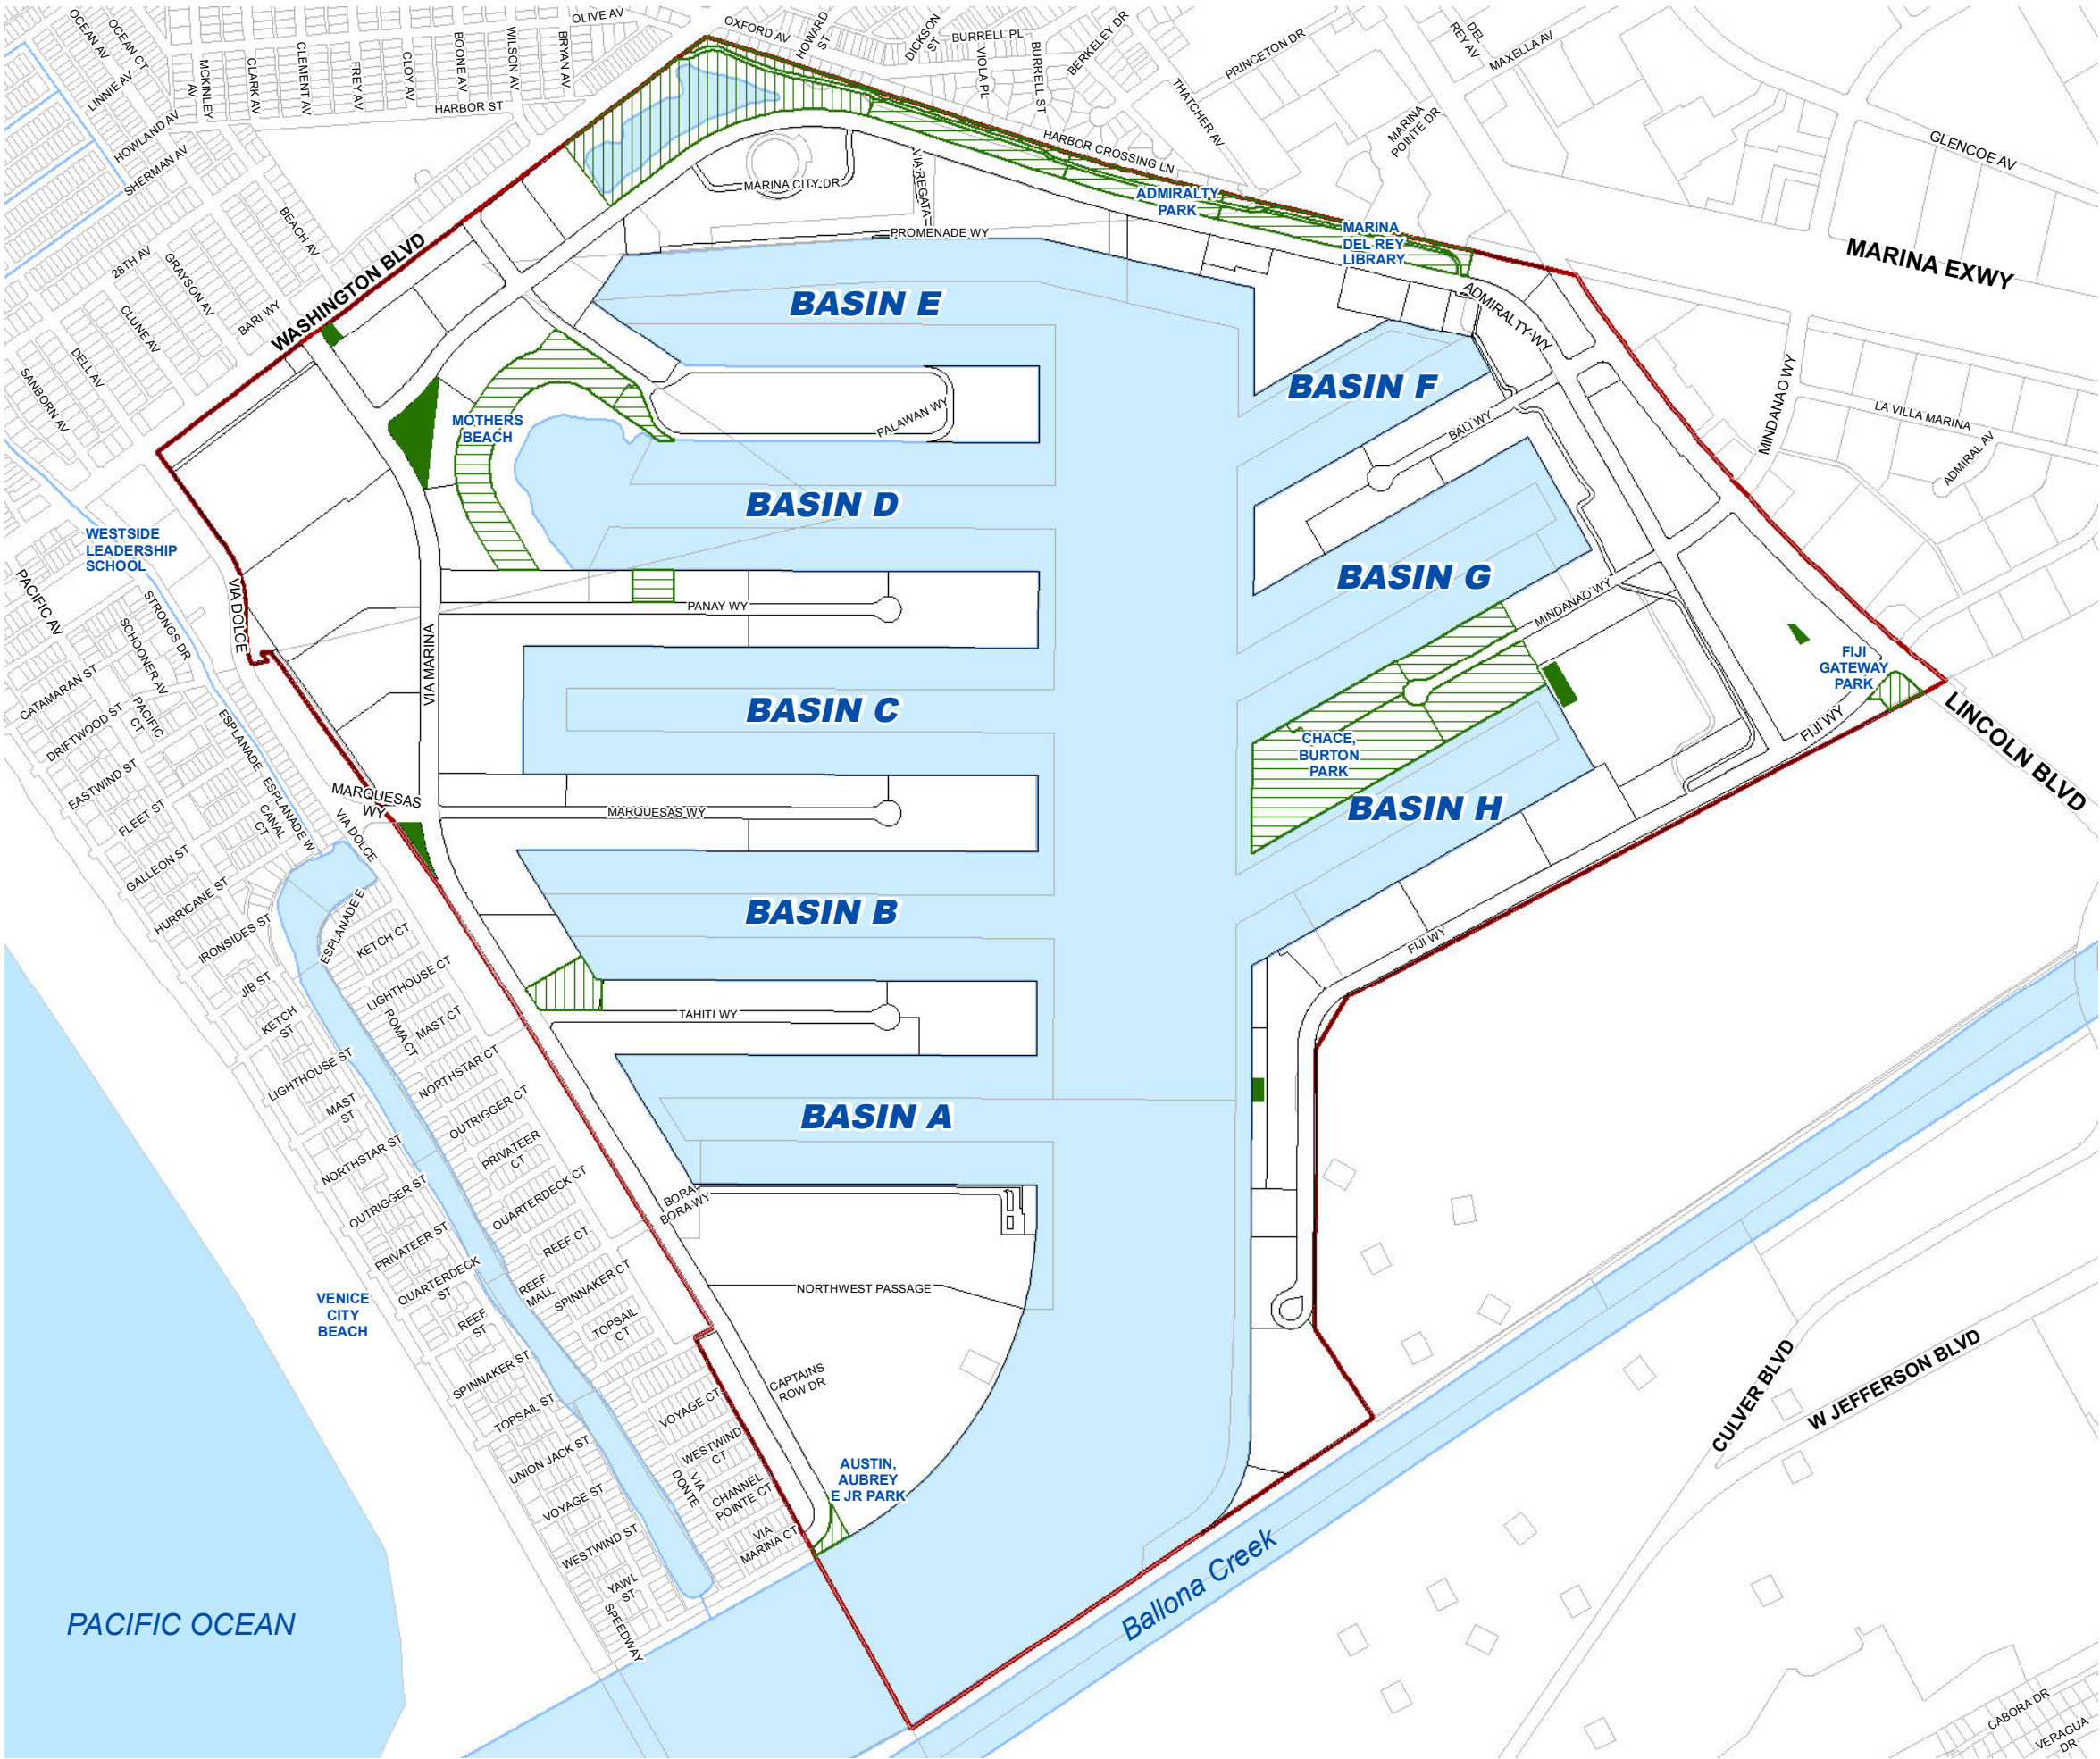 OCEAN AV
OCEAN CT
LINNIE AV
MCKINLEY
AV
CLARK AV
CLEMENT AV
FREY AV
CLOY AV
BOONE AV
WILSON AV
BRYAN AV
OLIVE AV
HARBOR ST
OXFORD AV
HOWARD
ST
DICKSON
ST
BURRELL PL
VIOLA PL
BURRELL ST
BERKELEY DR
THATCHER AV
PRINCETON DR
DEL
REY AV
MAXELLA AV
MARINA
POINTE DR
GLENCOE AV
HOWLAND AV
SHERMAN AV
BEACH AV
28TH AV
GRAYSON AV
CLUNE AV
BARI WY
DELL AV
SANBORN AV
WASHINGTON BLVD
HARBOR CROSSING LN
MARINA CITY DR
VIA REGATA
PROMENADE WY
ADMIRALTY
PARK
MARINA
DEL REY
LIBRARY
MARINA EXWY
ADMIRALTY WY
BASIN E
BASIN F
MINDANAO WY
LA VILLA MARINA
ADMIRAL AV
MOTHERS
BEACH
PALAWAN WY
BALI WY
BASIN D
BASIN G
WESTSIDE
LEADERSHIP
SCHOOL
PACIFIC AV
VIA DOLCE
STRONGS DR
SCHOONER AV
PANAY WY
MINDANAO WY
VIA MARINA
CATAMARAN ST
DRIFTWOOD ST
PACIFIC
CT
EASTWIND ST
FLEET ST
ESPLANADE
ESPLANADE W
CANAL
CT
GALLEON ST
HURRICANE ST
BASIN C
CHACE,
BURTON
PARK
FIJI
GATEWAY
PARK
FIJI WY
LINCOLN BLVD
MARQUESAS
WY
VIA DOLCE
MARQUESAS WY
BASIN H
IRONSIDES ST
ESPLANADE E
KETCH CT
BASIN B
FIJI WY
JIB ST
LIGHTHOUSE CT
KETCH
ST
ROMA CT
MAST CT
TAHITI WY
LIGHTHOUSE ST
NORTHSTAR CT
MAST
ST
OUTRIGGER CT
BASIN A
NORTHSTAR ST
PRIVATEER
CT
OUTRIGGER ST
QUARTERDECK CT
BORA
BORA WY
PRIVATEER ST
REEF CT
QUARTERDECK
ST
REEF
MALL
SPINNAKER CT
NORTHWEST PASSAGE
VENICE
CITY
BEACH
REEF
ST
TOPSAIL
CT
SPINNAKER ST
CAPTAINS
ROW DR
TOPSAIL ST
VOYAGE CT
CULVER BLVD
W JEFFERSON BLVD
UNION JACK ST
WESTWIND
CT
VIA
DONTE
AUSTIN,
AUBREY
E JR PARK
VOYAGE ST
CHANNEL
POINTE CT
WESTWIND ST
VIA
MARINA CT
YAWL
ST
SPEEDWAY
Ballona Creek
PACIFIC OCEAN
CABORA DR
VERAGUA
DR